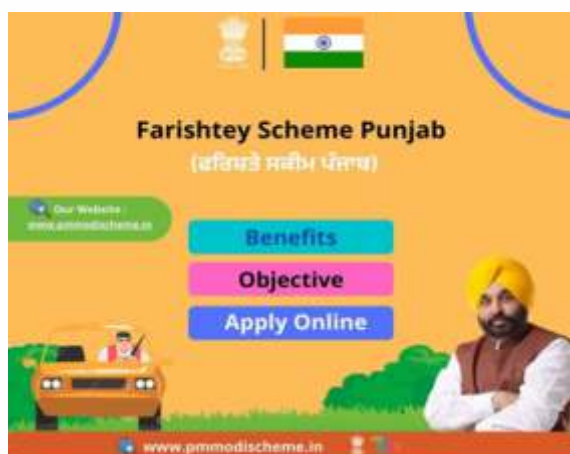 Farishtey Scheme Punjab
(ਫਰਿਸ਼ਤੇ ਸਕੀਮ ਪੰਜਾਬ)
Our Website :
www.pmmodischeme.in
Benefits
Objective
Apply Online
www.pmmodischeme.in